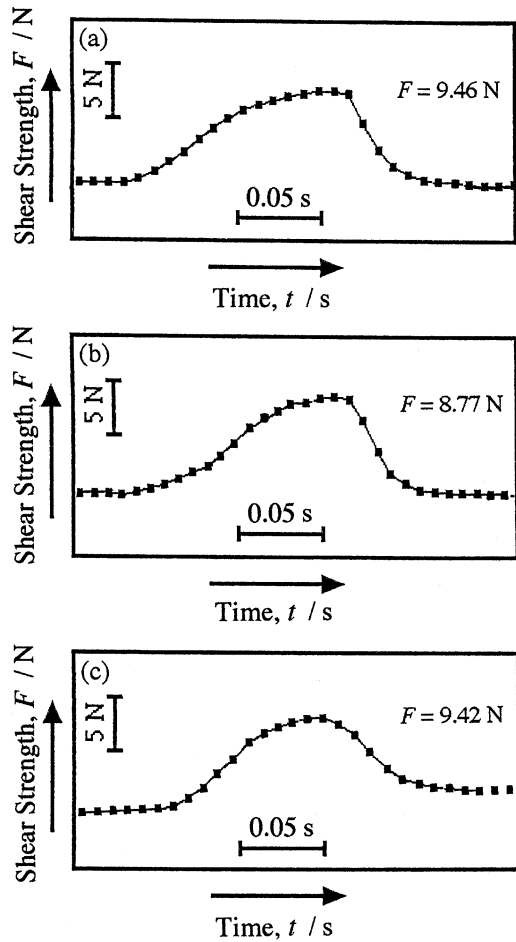 (a)
Shear Strength, F / N
5 N
F = 9.46 N
0.05 s
Time, t / s
(b)
Shear Strength, F / N
5 N
F = 8.77 N
0.05 s
Time, t / s
(c)
Shear Strength, F / N
5 N
F = 9.42 N
0.05 s
Time, t / s